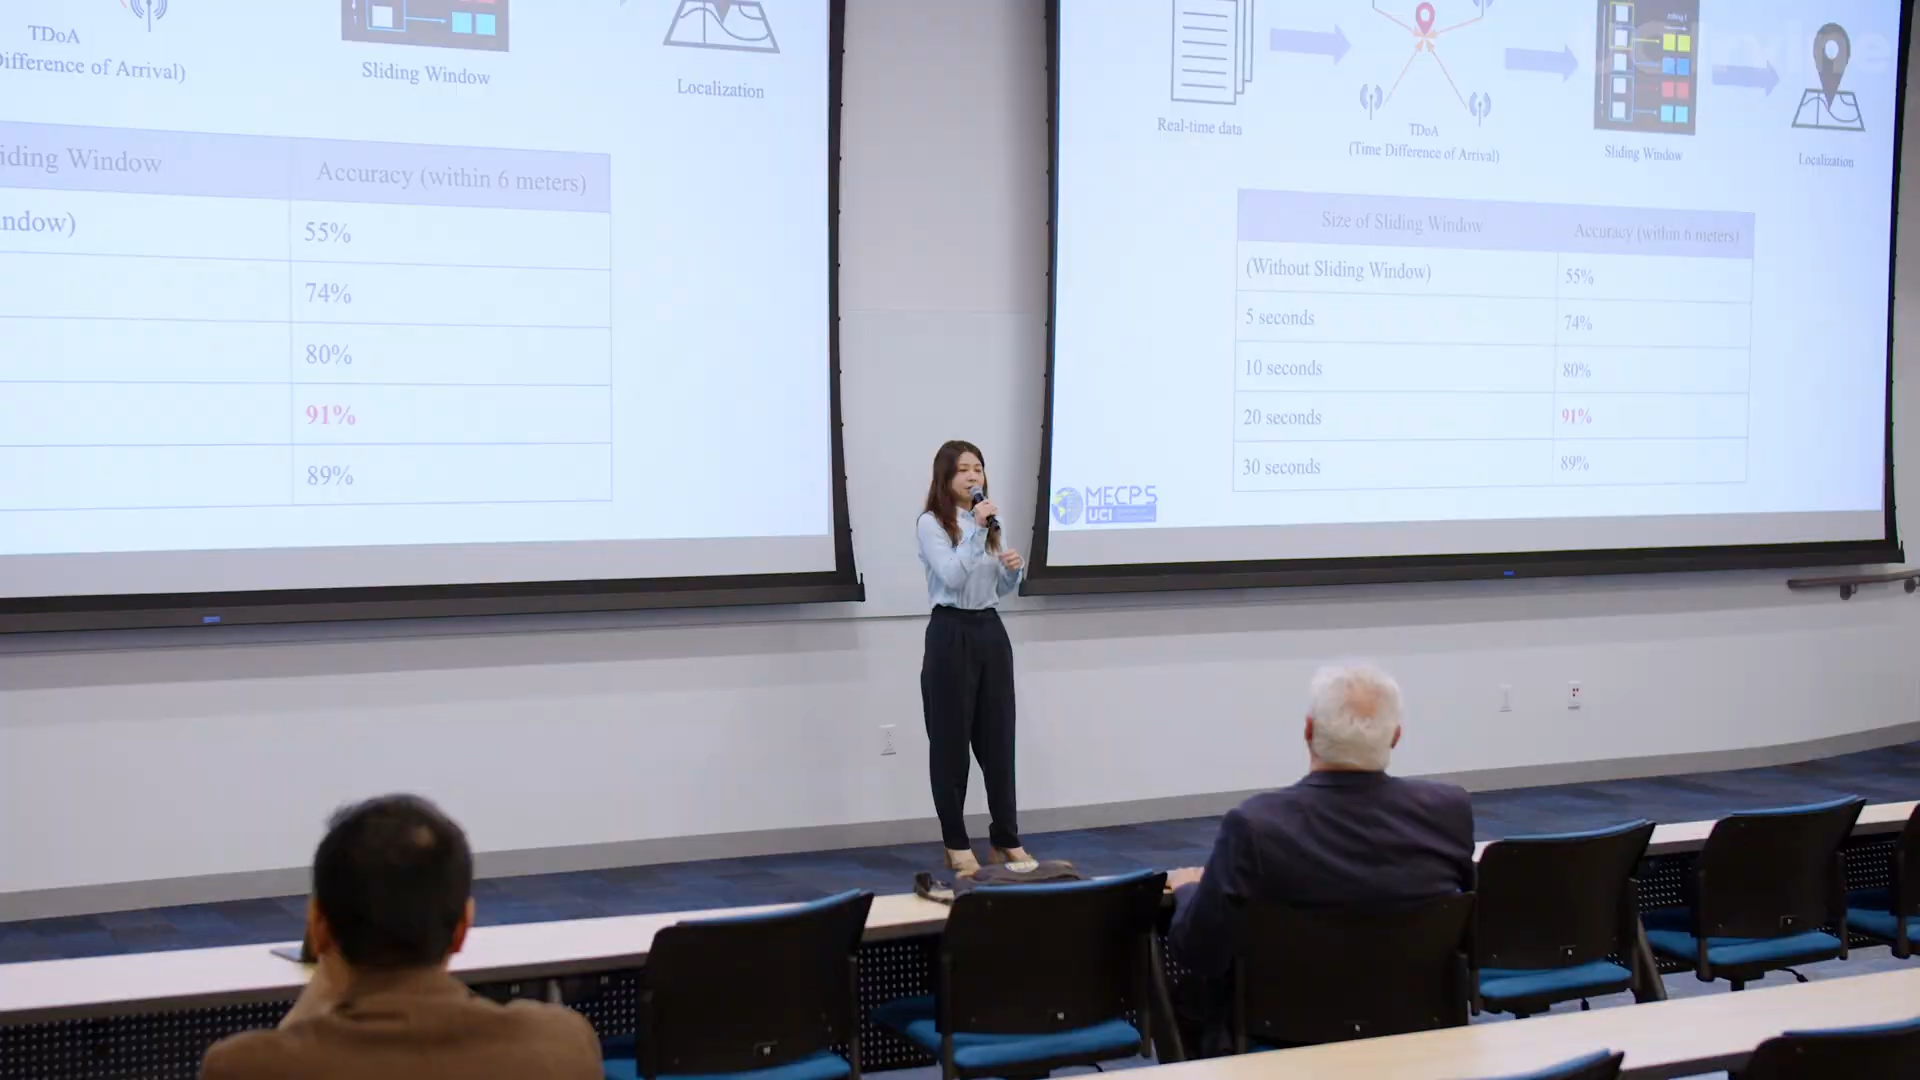 TDoA
Difference of Arrival)
Sliding Window
Localization
iding Window
Accuracy (within 6 meters)
ndow)
55%
74%
80%
91%
89%
Real-time data
TDoA
(Time Difference of Arrival)
Sliding Window
Localization
Size of Sliding Window
Accuracy (within 6 meters)
(Without Sliding Window)
55%
5 seconds
74%
10 seconds
80%
20 seconds
91%
30 seconds
89%
MECPS
UCI